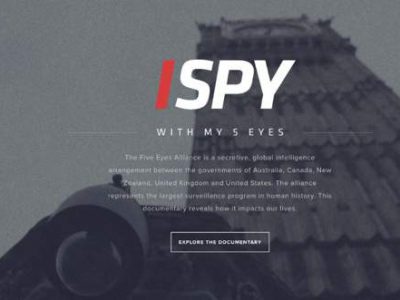 ISPY
WITH MY 5 EYES
The Five Eyes Alliance is a secretive, global intelligence
arrangement between the governments of Australia, Canada, New
Zealand, United Kingdom and United States. The alliance
represents the largest surveillance program in human history. This
documentary reveals how it impacts our lives.
EXPLORE THE DOCUMENTARY